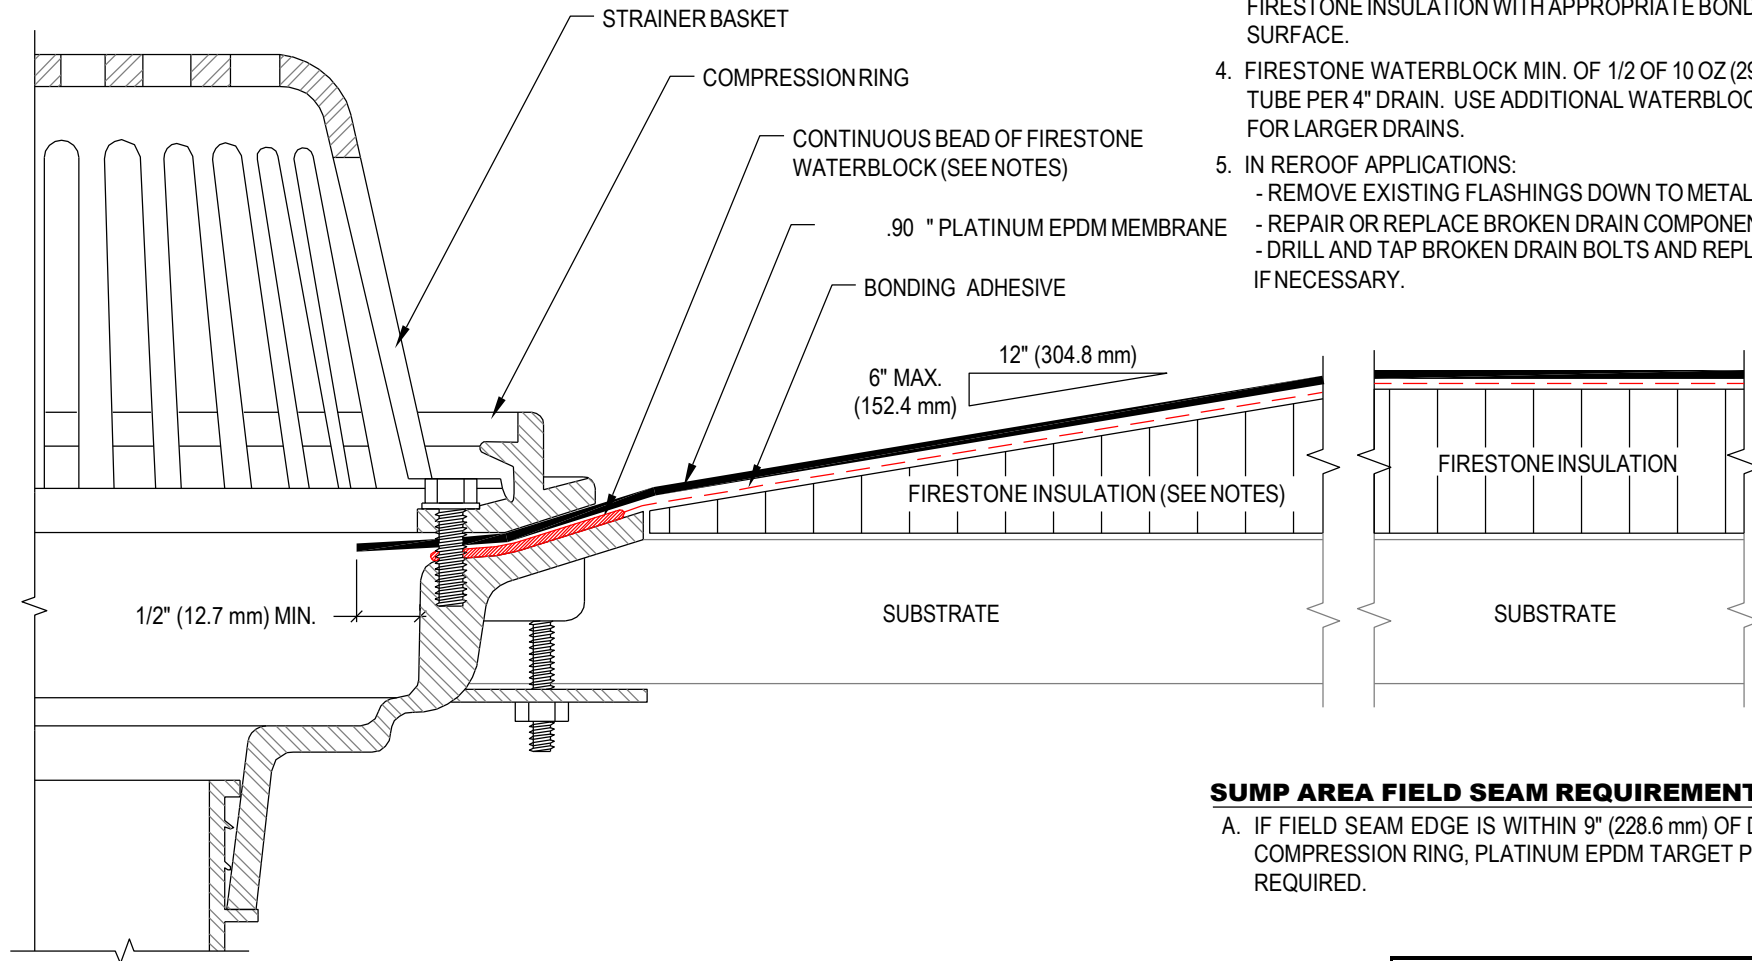 STRAINER BASKET
COMPRESSION RING
CONTINUOUS BEAD OF FIRESTONE
WATERBLOCK (SEE NOTES)
.90 " PLATINUM EPDM MEMBRANE
BONDING ADHESIVE
12" (304.8 mm)
6" MAX.
(152.4 mm)
FIRESTONE INSULATION (SEE NOTES)
FIRESTONE INSULATION
1/2" (12.7 mm) MIN.
SUBSTRATE
SUBSTRATE
FIRESTONE INSULATION WITH APPROPRIATE BOND
SURFACE.
4. FIRESTONE WATERBLOCK MIN. OF 1/2 OF 10 OZ (29
TUBE PER 4" DRAIN. USE ADDITIONAL WATERBLOC
FOR LARGER DRAINS.
5. IN REROOF APPLICATIONS:
- REMOVE EXISTING FLASHINGS DOWN TO METAL
- REPAIR OR REPLACE BROKEN DRAIN COMPONEN
- DRILL AND TAP BROKEN DRAIN BOLTS AND REPL
IF NECESSARY.
SUMP AREA FIELD SEAM REQUIREMENT
A. IF FIELD SEAM EDGE IS WITHIN 9" (228.6 mm) OF D
COMPRESSION RING, PLATINUM EPDM TARGET P
REQUIRED.